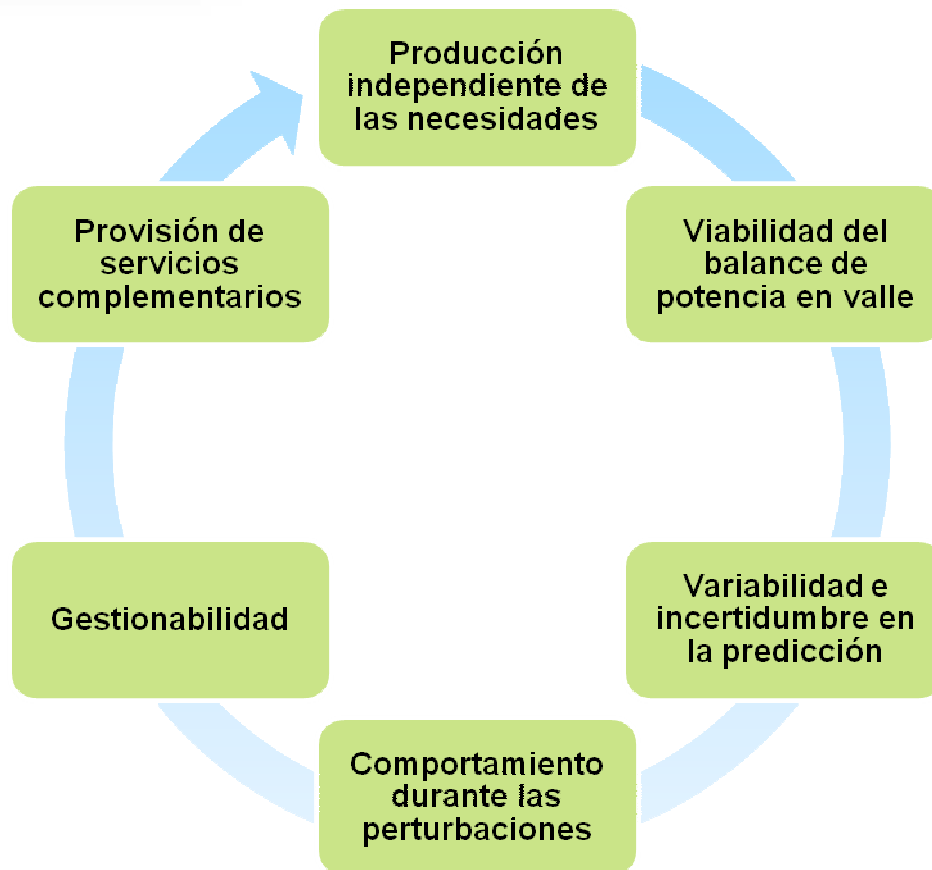 Producción
independiente de
las necesidades
Viabilidad del
balance de
potencia en valle
Variabilidad e
incertidumbre en
la predicción
Comportamiento
durante las
perturbaciones
Gestionabilidad
Provisión de
servicios
complementarios